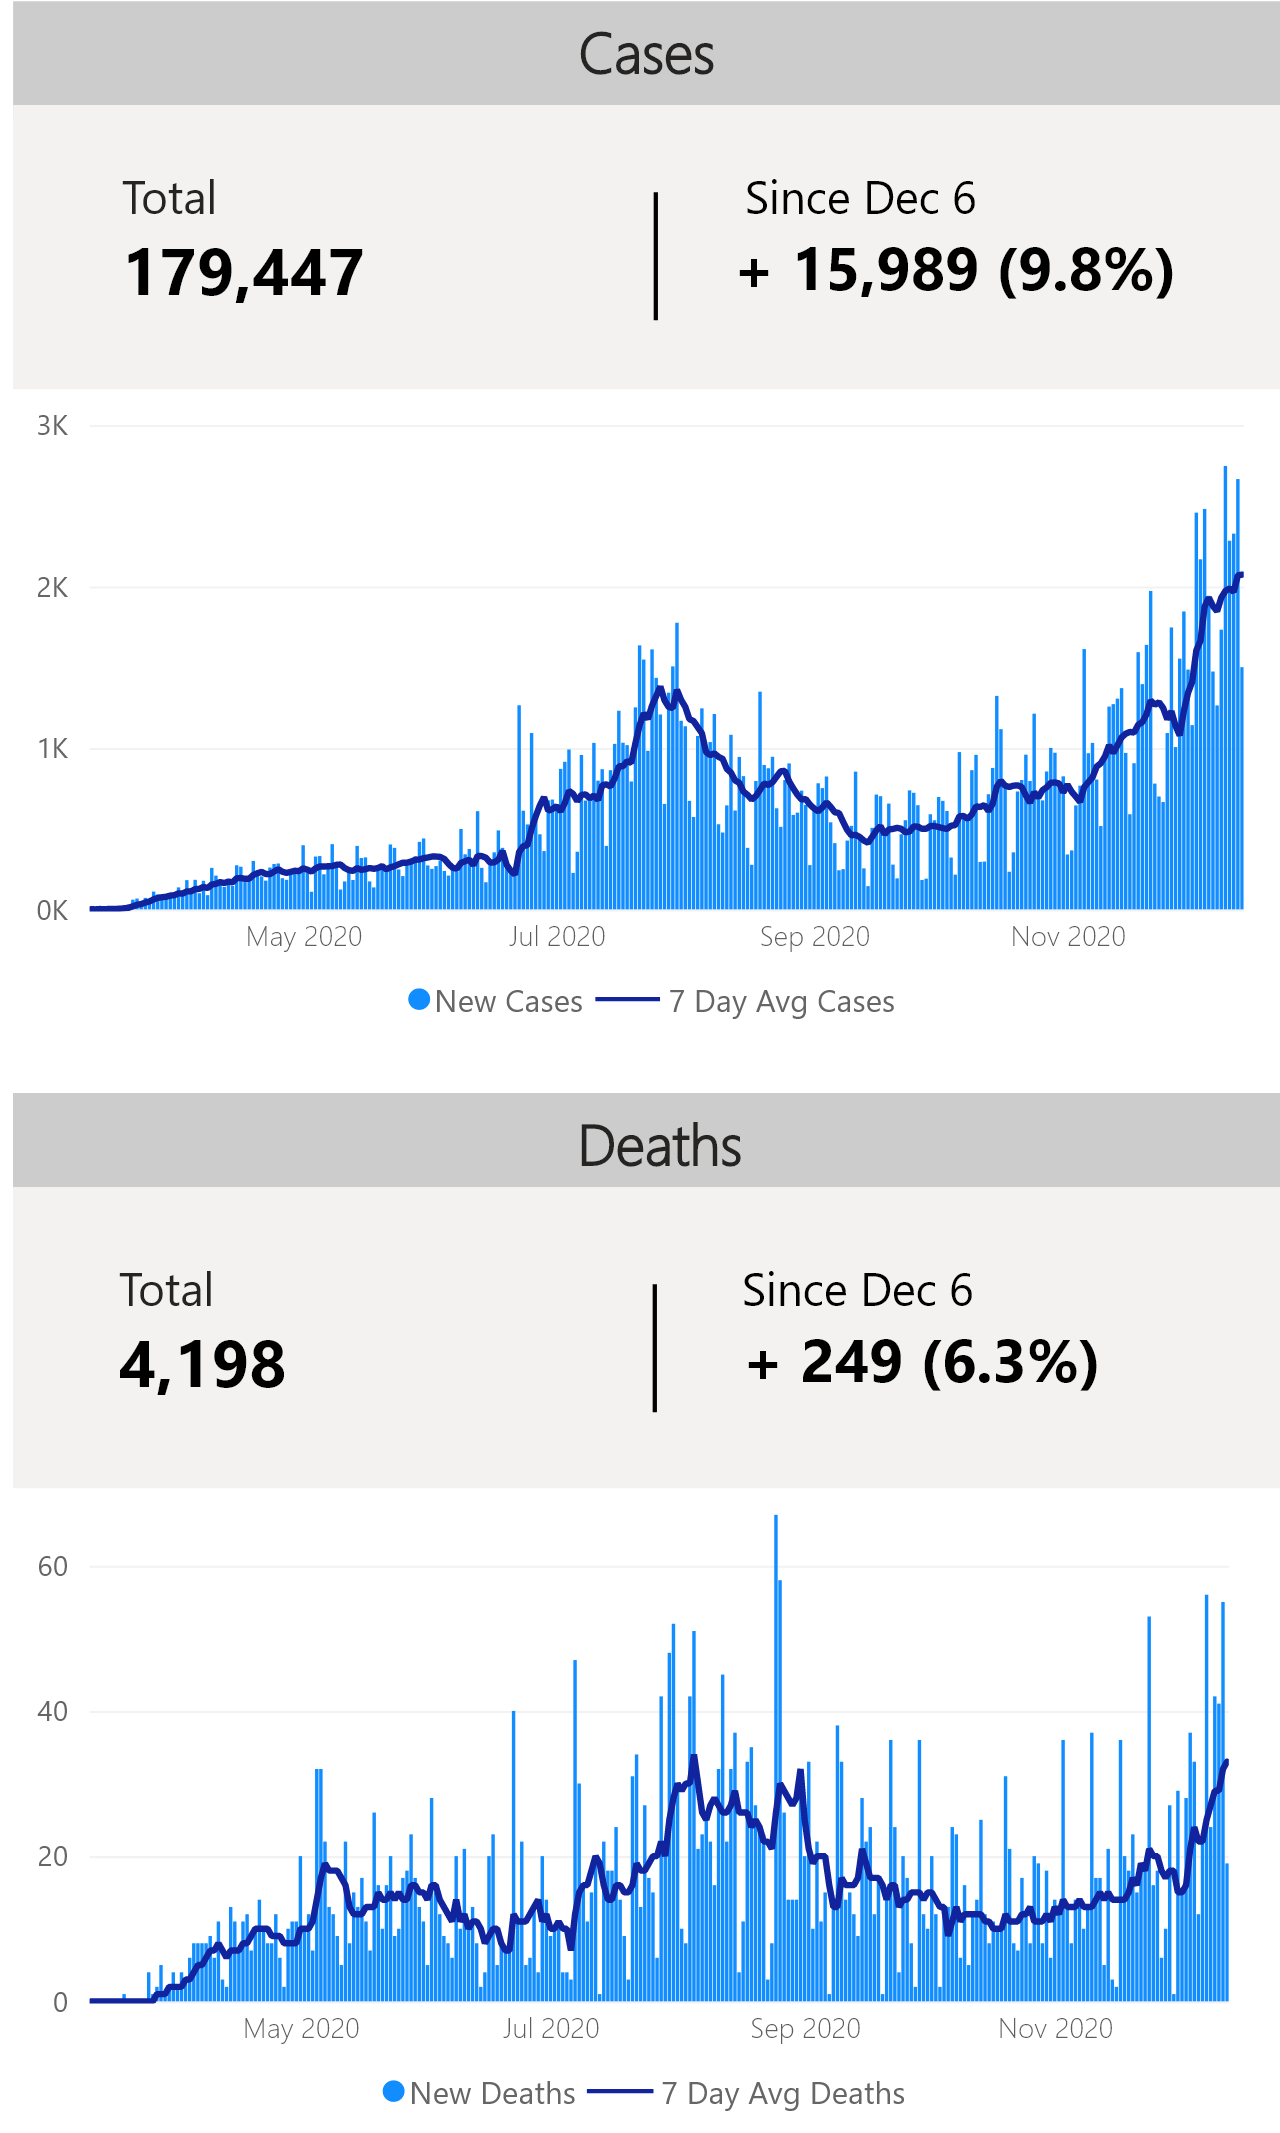 Cases
Total
Since Dec 6
179,447
+ 15,989 (9.8%)
3K
2K
1K
0K
May 2020
Jul 2020
Sep 2020
Nov 2020
New Cases
7 Day Avg Cases
Deaths
Total
Since Dec 6
4,198
+ 249 (6.3%)
60
40
20
0
May 2020
Jul 2020
Sep 2020
Nov 2020
New Deaths
7 Day Avg Deaths